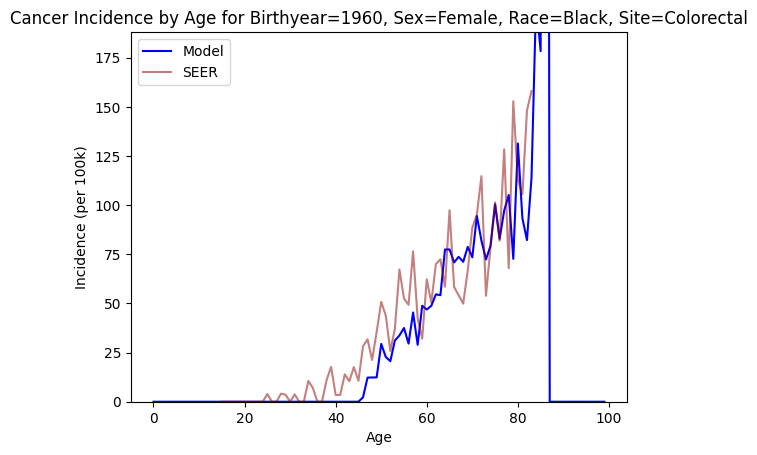 Cancer Incidence by Age for Birthyear=1960, Sex=Female, Race=Black, Site=Colorectal
Model
SEER
175
150
125
100
75
50
25
0
Incidence (per 100k)
0 20 40 60 80 100
Age